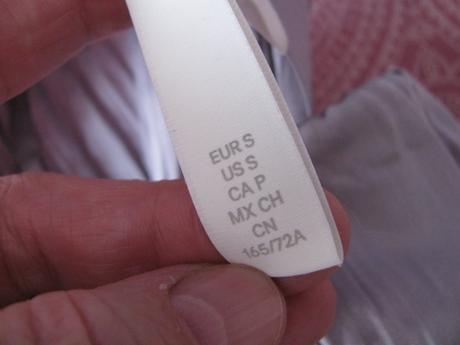 EUR S
US S
CA P
MX CH
CN
165/72A